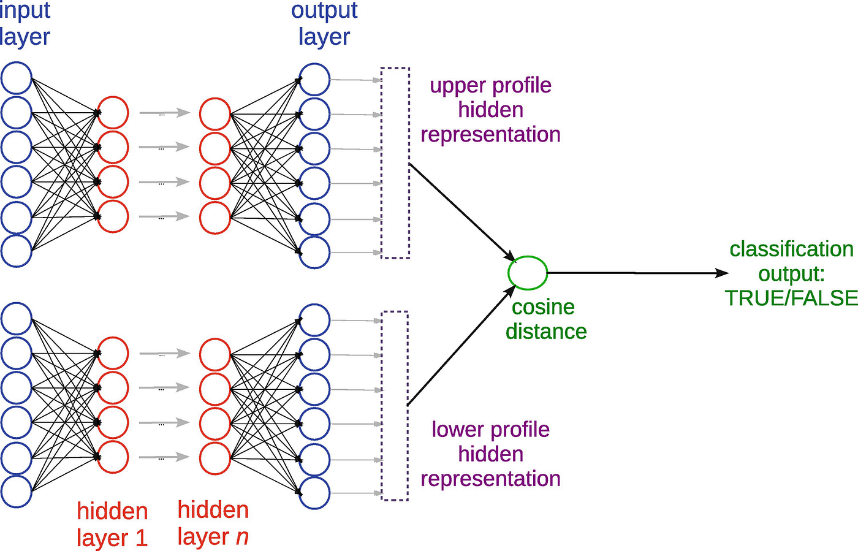 input
layer
output
layer
upper profile
hidden
representation
...
...
...
...
classification
output:
TRUE/FALSE
cosine
distance
...
...
...
...
lower profile
hidden
representation
hidden
layer 1
hidden
layer n